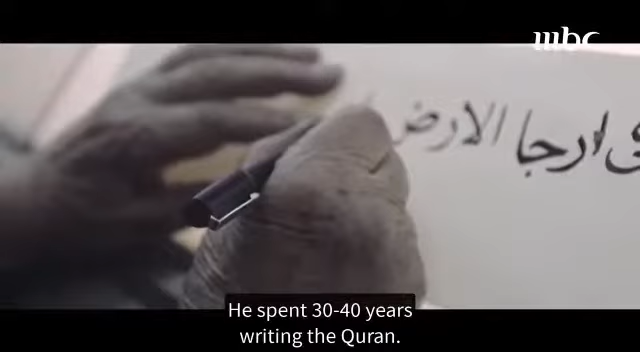 mbc
ارجا الارض
He spent 30-40 years
writing the Quran.